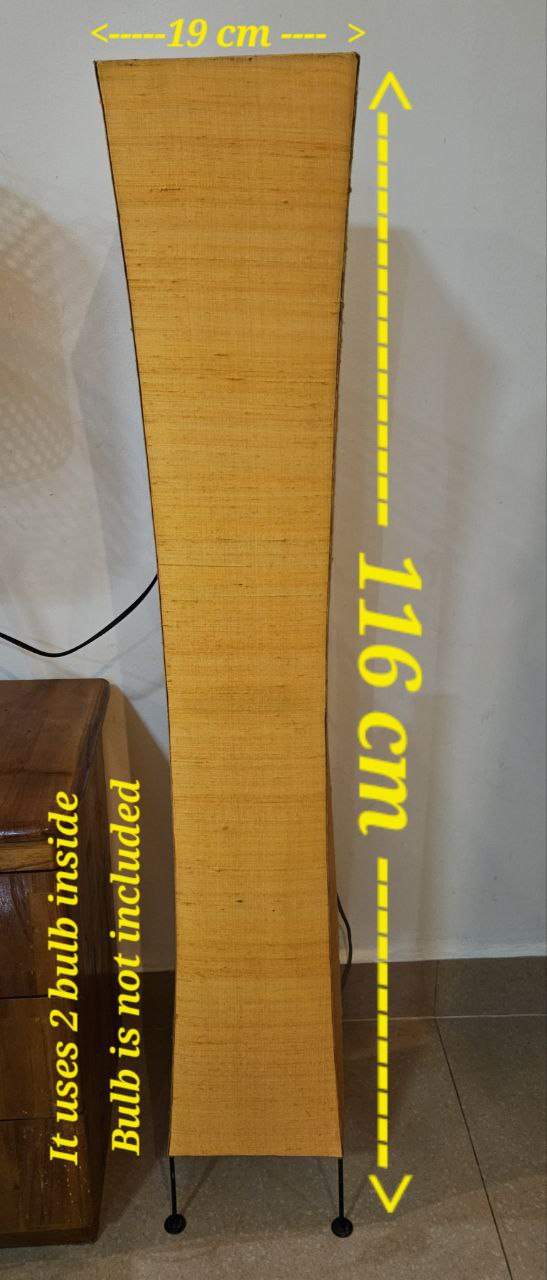 <-----19 cm ---- >
<------------ 116 cm ------------>
It uses 2 bulb inside
Bulb is not included